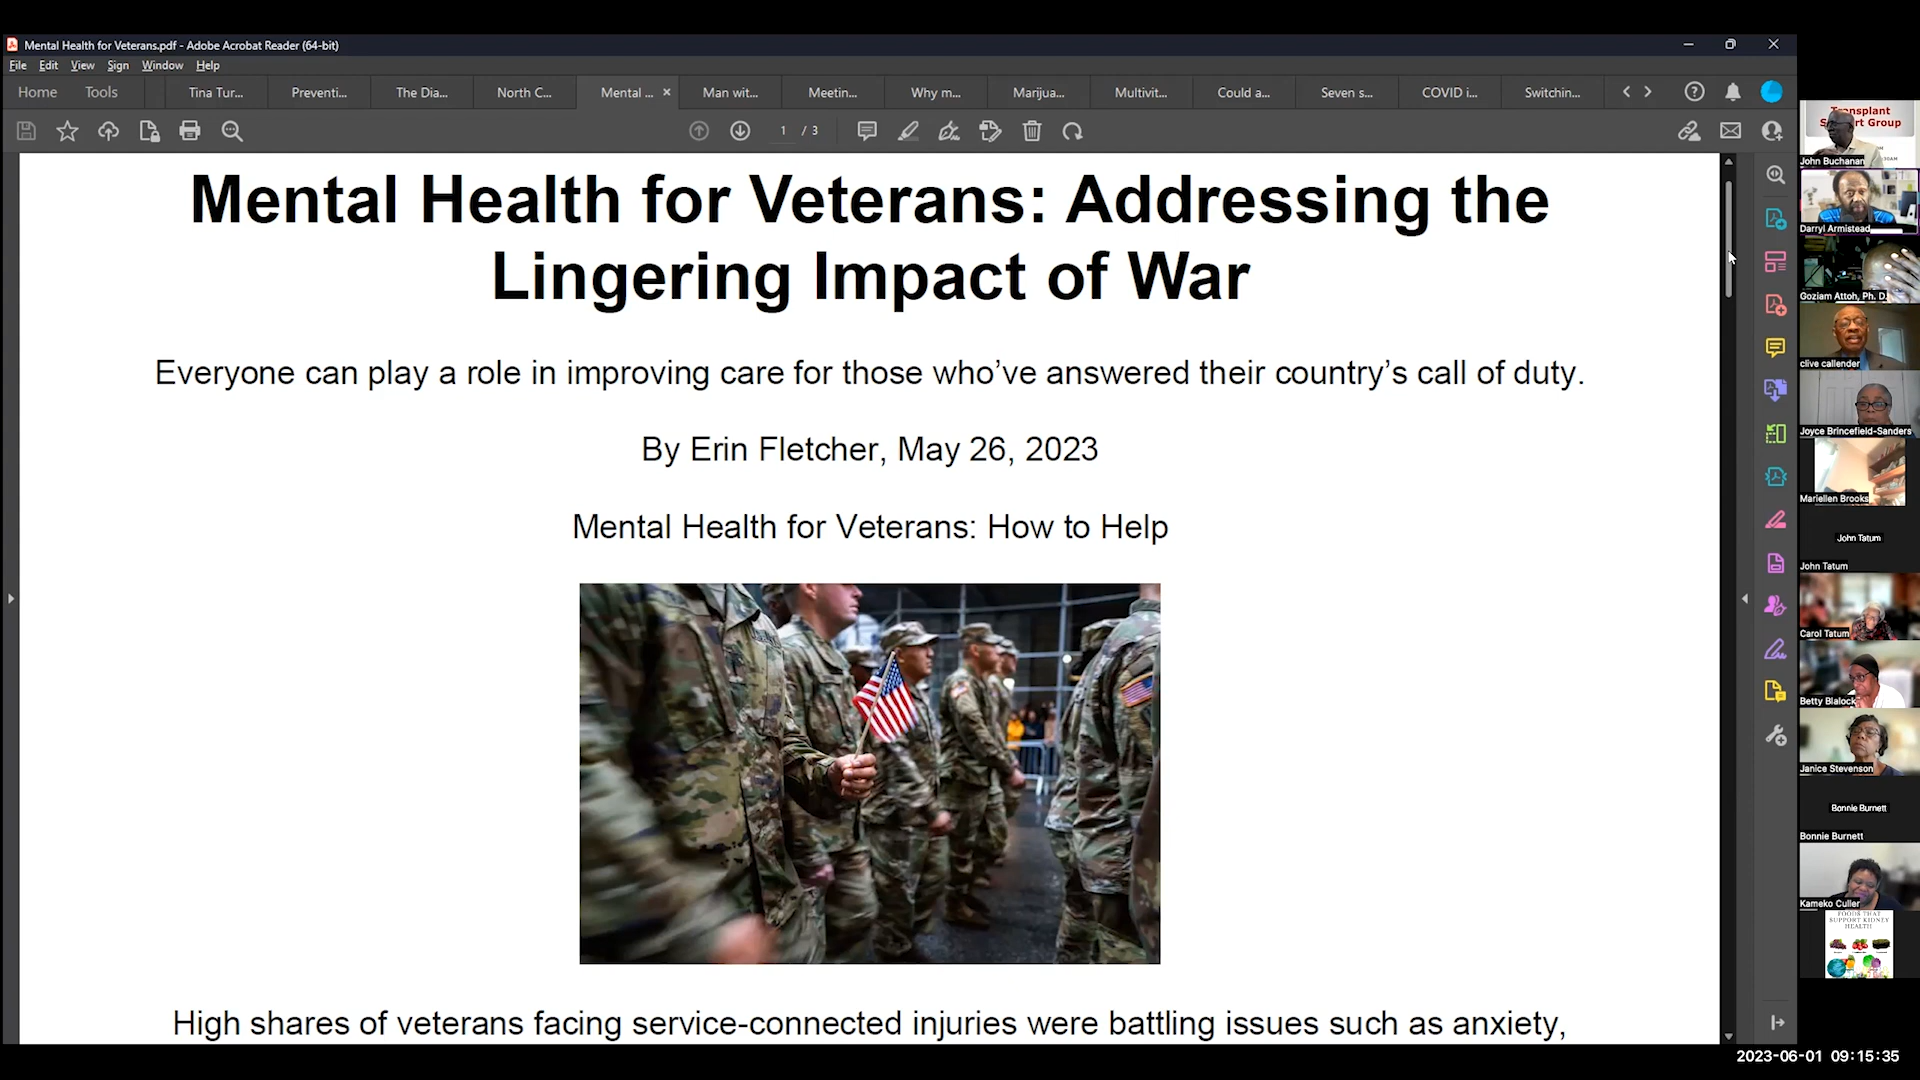 Mental Health for Veterans.pdf - Adobe Acrobat Reader (64-bit)
File Edit View Sign Window Help
Home Tools Tina Tur... Preventi... The Dia... North C... Mental ... Man wit... Meetin... Why m... Marijua... Multivit... Could a... Seven s... COVID i... Switchin...
1 / 3
Mental Health for Veterans: Addressing the
Lingering Impact of War
Everyone can play a role in improving care for those who’ve answered their country’s call of duty.
By Erin Fletcher, May 26, 2023
Mental Health for Veterans: How to Help
High shares of veterans facing service-connected injuries were battling issues such as anxiety,
Group
John Buchanan
Darryl Armistead
Goziam Attoh, Ph. D.
clive callender
Joyce Brincefield-Sanders
Mariellen Brooks
John Tatum
John Tatum
Carol Tatum
Betty Blalock
Janice Stevenson
Bonnie Burnett
Bonnie Burnett
Kameko Culler
FOODS THAT
SUPPORT KIDNEY
HEALTH
2023-06-01 09:15:35